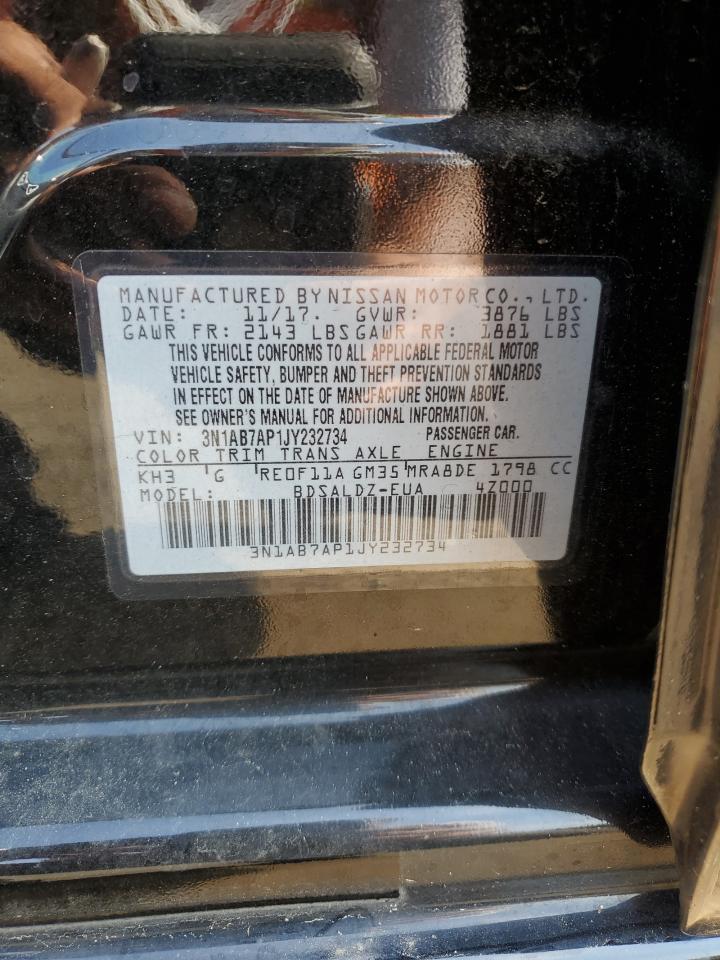 MANUFACTURED BY NISSAN MOTOR CO., LTD.
DATE: 11/17. GVWR: 3876 LBS
GAWR FR: 2143 LBS GAWR RR: 1881 LBS
THIS VEHICLE CONFORMS TO ALL APPLICABLE FEDERAL MOTOR
VEHICLE SAFETY, BUMPER AND THEFT PREVENTION STANDARDS
IN EFFECT ON THE DATE OF MANUFACTURE SHOWN ABOVE.
SEE OWNER'S MANUAL FOR ADDITIONAL INFORMATION.
VIN: 3N1AB7AP1JY232734 PASSENGER CAR.
COLOR TRIM TRANS AXLE ENGINE
KH3 G RE0F11A GM35 MRA8DE 1798 CC
MODEL: BDSALDZ-EUA 4Z000
3N1AB7AP1JY232734